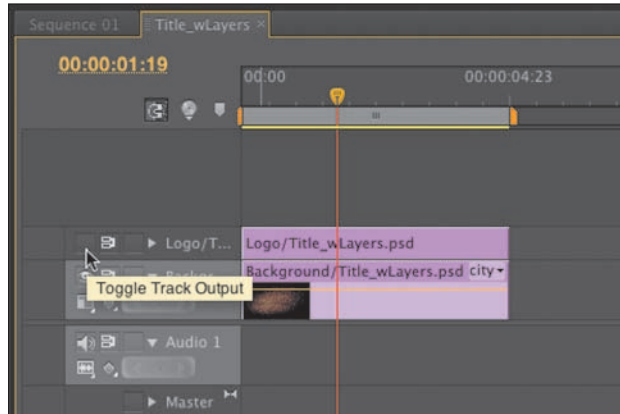 Sequence 01
Title_wLayers ×
00:00:01:19
00:00
00:00:04:23
Logo/T...
Logo/Title_wLayers.psd
Background/Title_wLayers.psd city
Toggle Track Output
Audio 1
Master